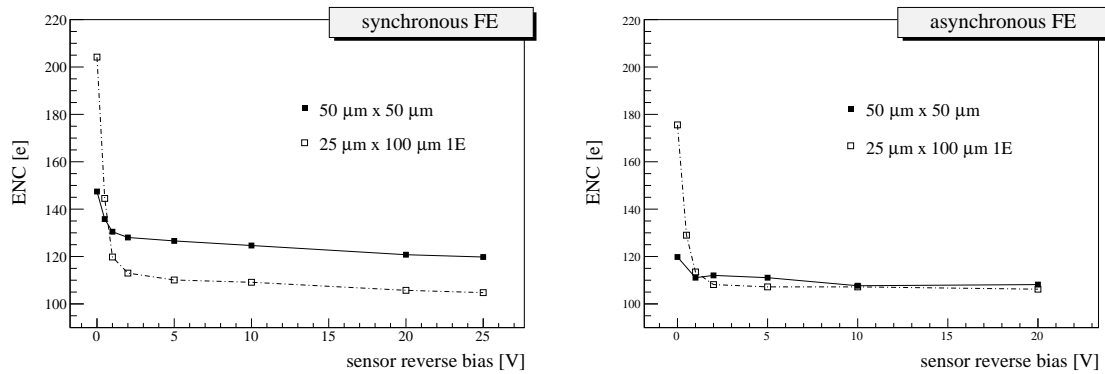 synchronous FE
220
200
180
160
140
120
100
ENC [e]
50 μm x 50 μm
25 μm x 100 μm 1E
0 5 10 15 20 25
sensor reverse bias [V]
asynchronous FE
220
200
180
160
140
120
100
ENC [e]
50 μm x 50 μm
25 μm x 100 μm 1E
0 5 10 15 20
sensor reverse bias [V]